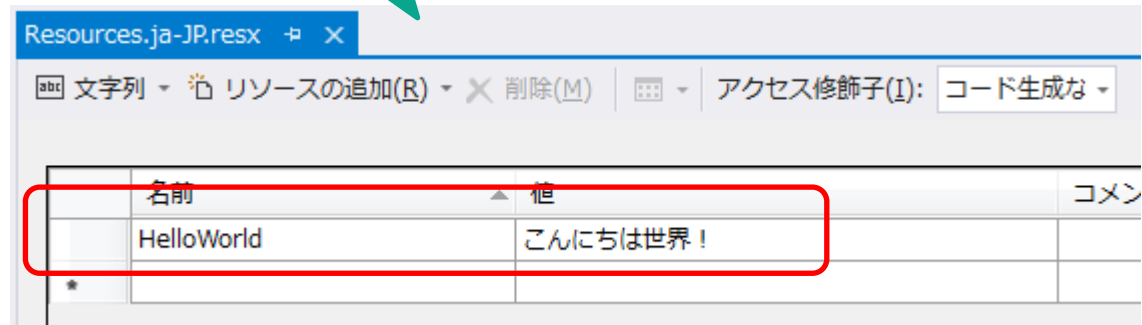 Resources.ja-JP.resx
文字列 リソースの追加(R) 削除(M) アクセス修飾子(I): コード生成な
名前 値 コメン
HelloWorld こんにちは世界！
*